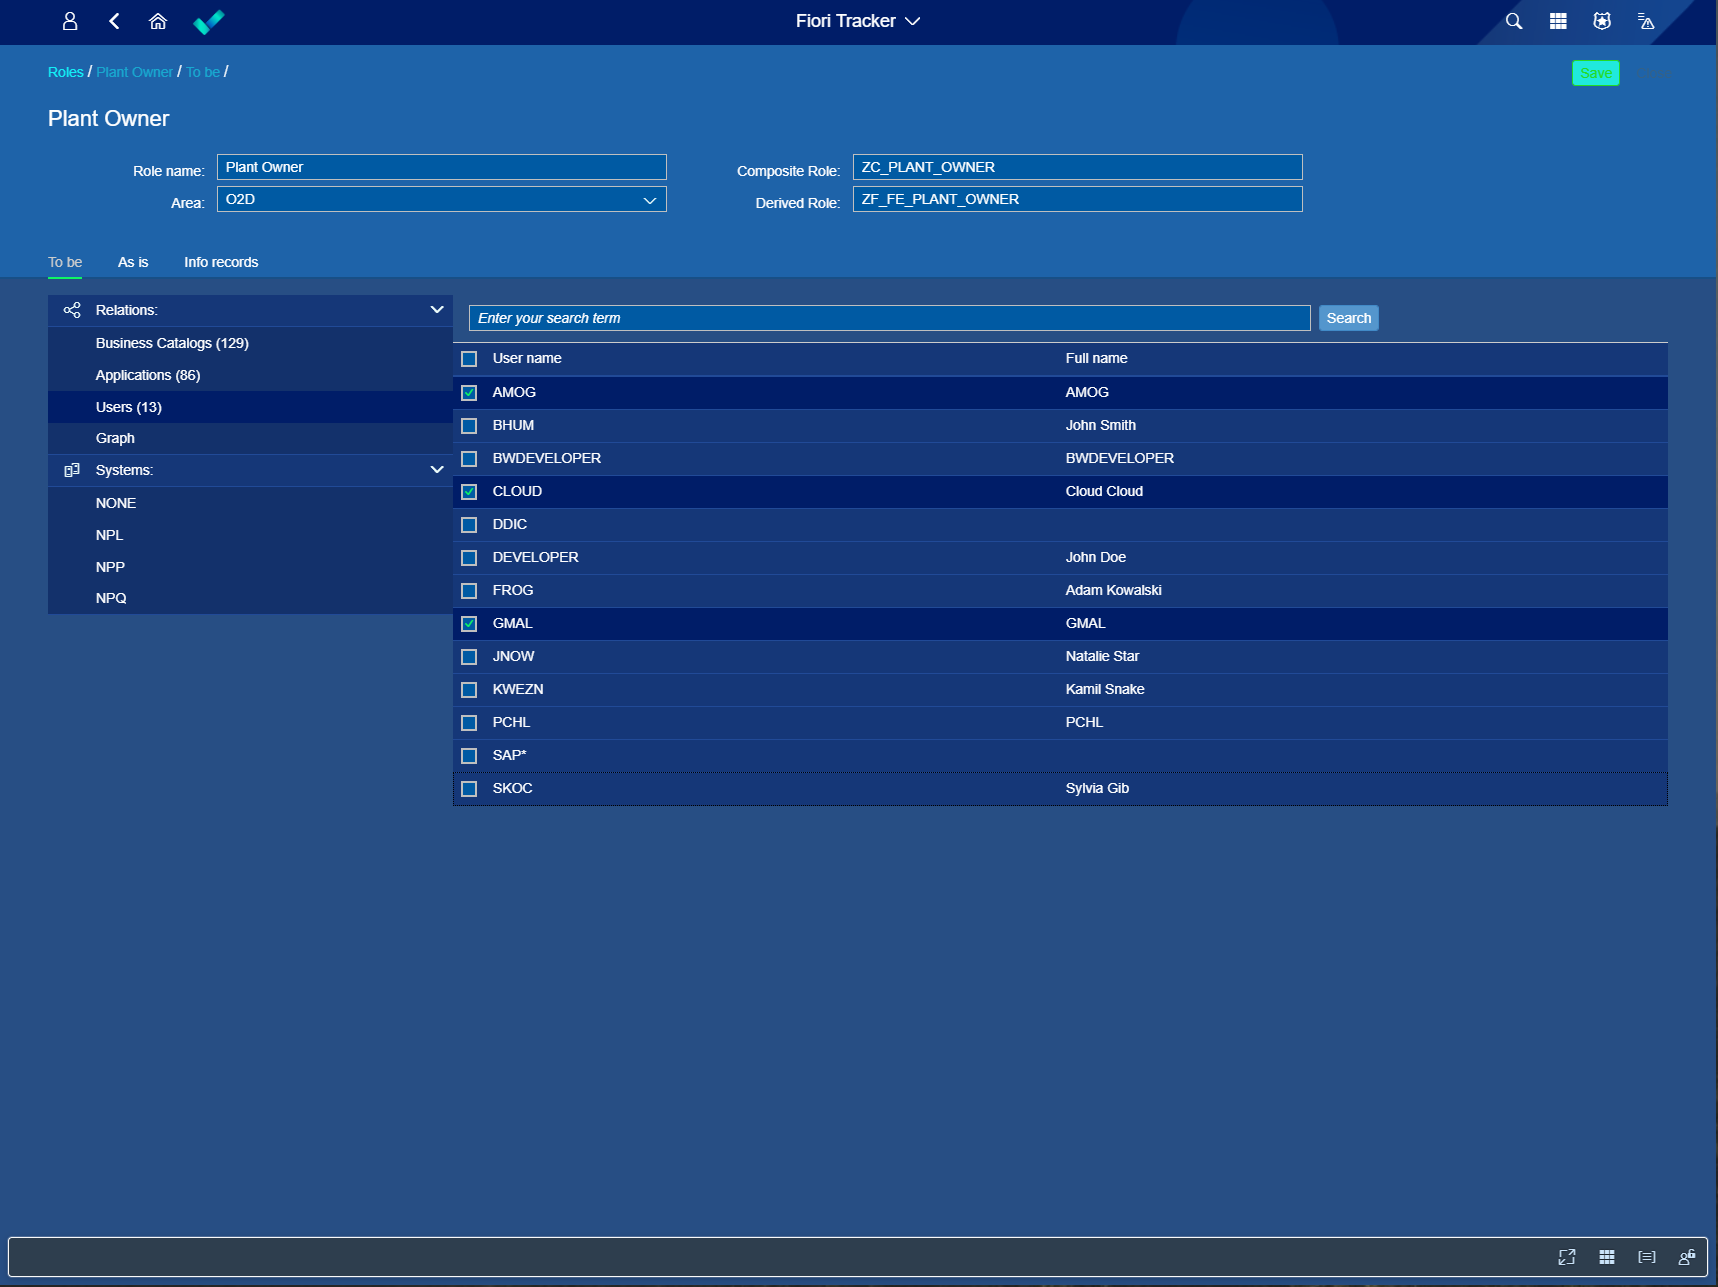 Fiori Tracker
Roles / Plant Owner / To be /
Save
Plant Owner
Role name: Plant Owner
Composite Role: ZC_PLANT_OWNER
Area: O2D
Derived Role: ZF_FE_PLANT_OWNER
To be As is Info records
Relations:
Business Catalogs (129)
Applications (86)
Users (13)
Graph
Systems:
NONE
NPL
NPP
NPQ
Enter your search term Search
User name Full name
AMOG AMOG
BHUM John Smith
BWDEVELOPER BWDEVELOPER
CLOUD Cloud Cloud
DDIC
DEVELOPER John Doe
FROG Adam Kowalski
GMAL GMAL
JNOW Natalie Star
KWEZN Kamil Snake
PCHL PCHL
SAP*
SKOC Sylvia Gib